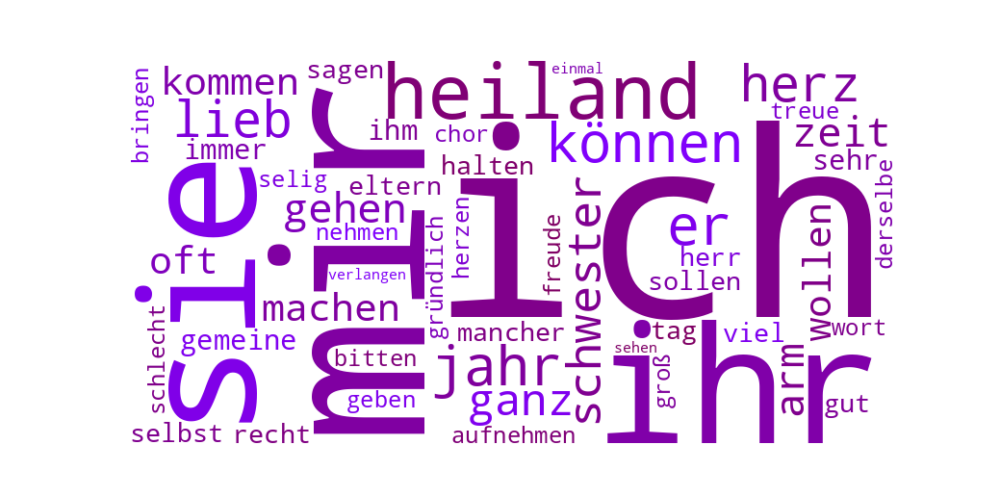 bringen
kommen
sagen
heiland
einmal
herz
lieb
mir
ihm
chor
können
treue
zeit
immer
halten
sehr
sie
selig
eltern
ich
derselbe
gehen
schwester
er
nehmen
gründlich
herzen
freude
herr
oft
verlangen
sollen
wollen
machen
schlecht
gemeine
mancher
ihr
tag
viel
wort
bitten
jahr
sehen
groß
arm
geben
ganz
gut
selbst
recht
aufnehmen